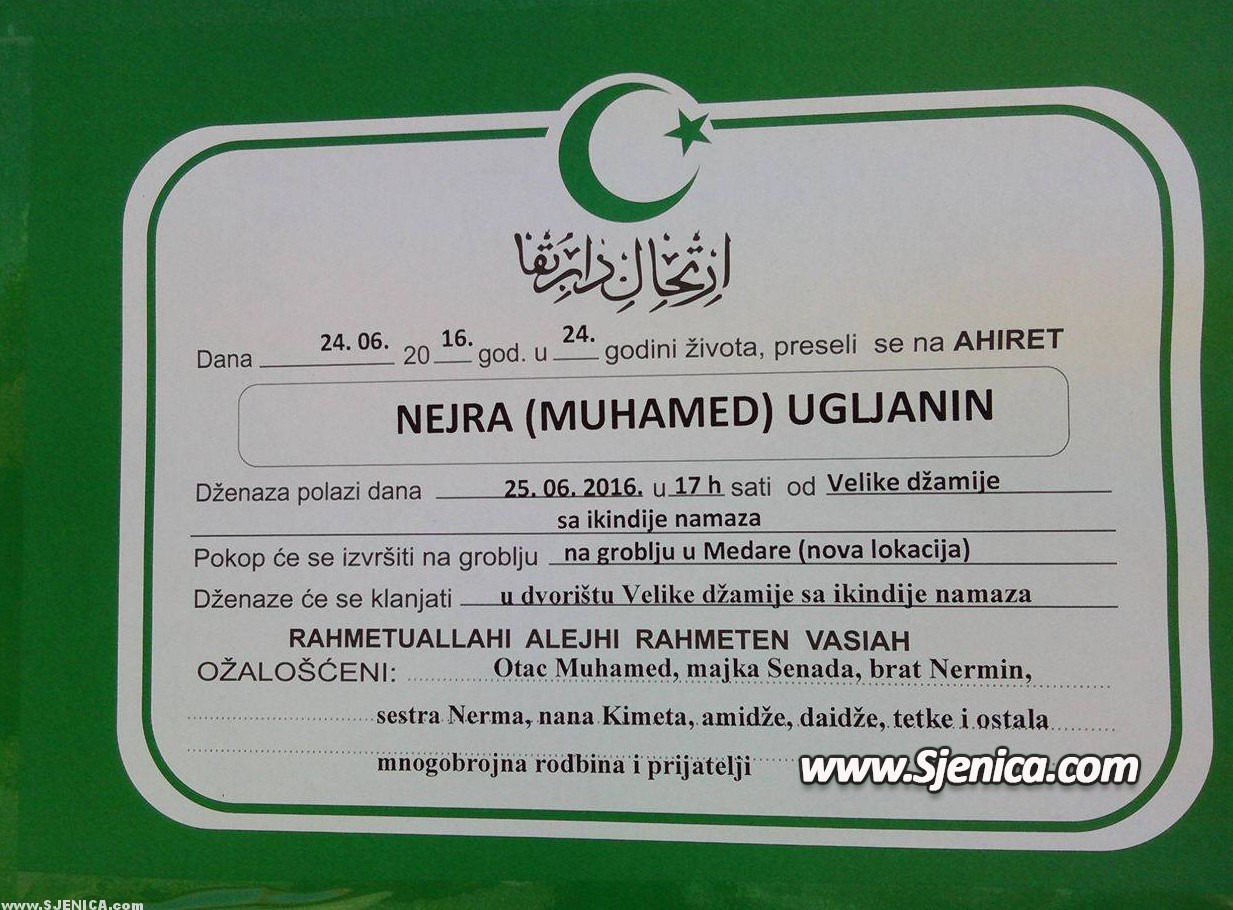 ارتحال دار بقا
Dana 24. 06. 2016. god. u 24. godini života, preseli se na AHIRET
NEJRA (MUHAMED) UGLJANIN
Dženaza polazi dana 25. 06. 2016. u 17 h sati od Velike džamije
sa ikindije namaza
Pokop će se izvršiti na groblju na groblju u Medare (nova lokacija)
Dženaze će se klanjati u dvorištu Velike džamije sa ikindije namaza
RAHMETUALLAHI ALEJHI RAHMETEN VASIAH
OŽALOŠĆENI: Otac Muhamed, majka Senada, brat Nermin,
sestra Nerma, nana Kimeta, amidže, daidže, tetke i ostala
mnogobrojna rodbina i prijatelji
www.Sjenica.com
www.SJENICA.com